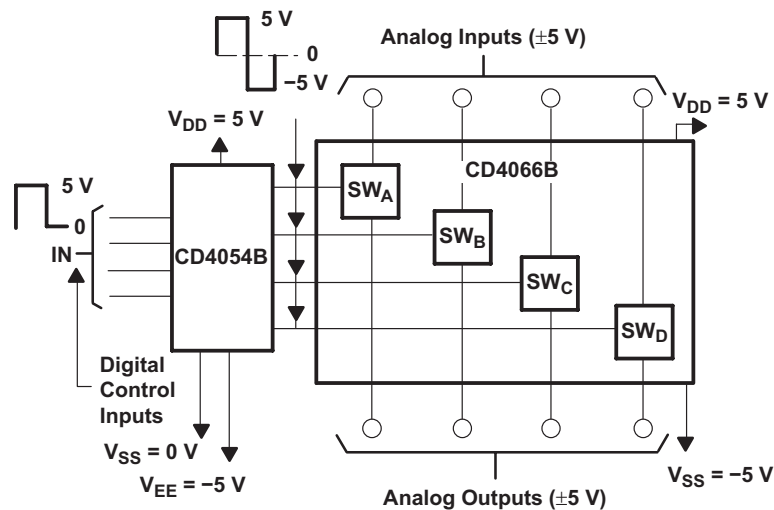 5 V
0
−5 V
Analog Inputs (±5 V)
V_DD = 5 V
V_DD = 5 V
CD4066B
5 V
0
IN
CD4054B
SW_A
SW_B
SW_C
SW_D
Digital
Control
Inputs
V_SS = 0 V
V_EE = −5 V
V_SS = −5 V
Analog Outputs (±5 V)